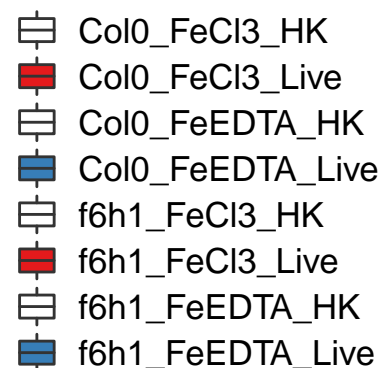 Col0_FeCl3_HK
Col0_FeCl3_Live
Col0_FeEDTA_HK
Col0_FeEDTA_Live
f6h1_FeCl3_HK
f6h1_FeCl3_Live
f6h1_FeEDTA_HK
f6h1_FeEDTA_Live